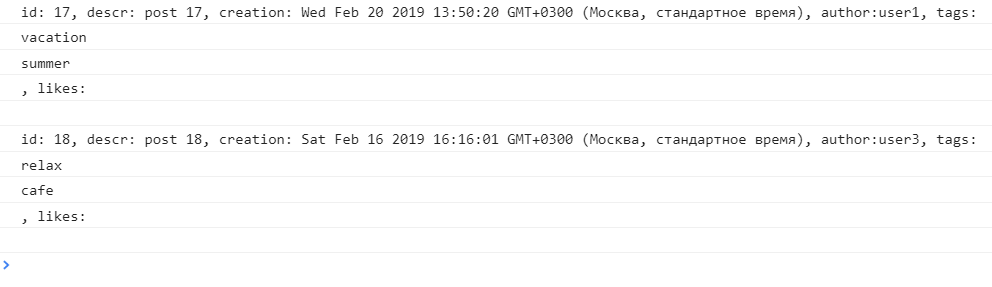 id: 17, descr: post 17, creation: Wed Feb 20 2019 13:50:20 GMT+0300 (Москва, стандартное время), author:user1, tags:
vacation
summer
, likes:
id: 18, descr: post 18, creation: Sat Feb 16 2019 16:16:01 GMT+0300 (Москва, стандартное время), author:user3, tags:
relax
cafe
, likes: